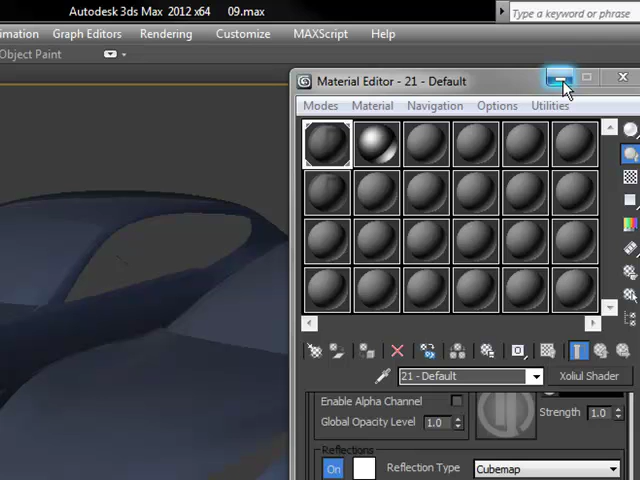 Autodesk 3ds Max 2012 x64 09.max
Type a keyword or phrase
imation Graph Editors Rendering Customize MAXScript Help
Object Paint
Material Editor - 21 - Default
Modes Material Navigation Options Utilities
21 - Default Xoliul Shader
Enable Alpha Channel
Global Opacity Level 1.0 Strength 1.0
Reflections
On Reflection Type Cubemap